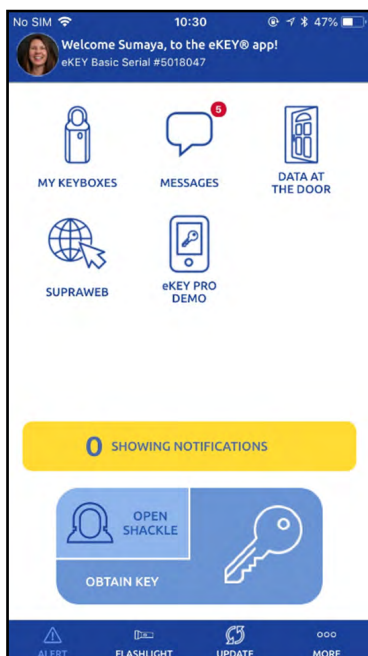 No SIM 10:30 47%
Welcome Sumaya, to the eKEY® app!
eKEY Basic Serial #5018047
5
MY KEYBOXES MESSAGES DATA AT
THE DOOR
SUPRAWEB eKEY PRO
DEMO
0 SHOWING NOTIFICATIONS
OPEN
SHACKLE
OBTAIN KEY
ALERT FLASHLIGHT UPDATE MORE